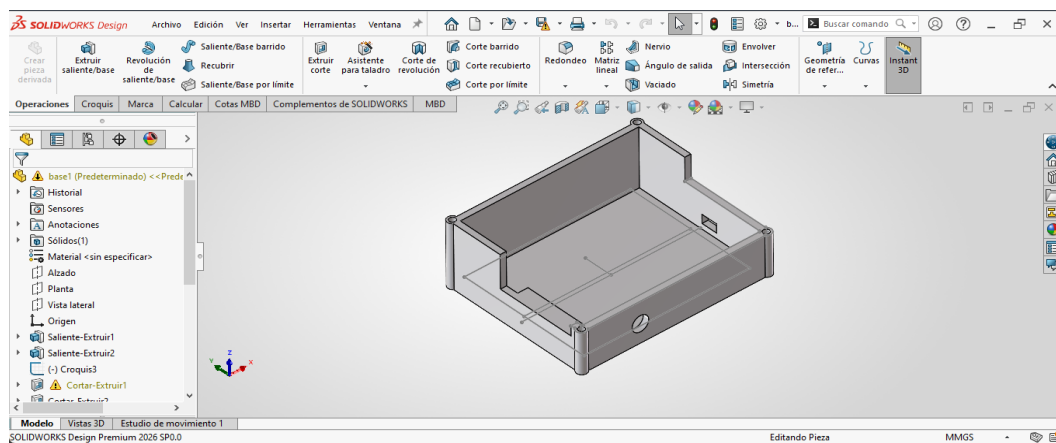 SOLIDWORKS Design Archivo Edición Ver Insertar Herramientas Ventana b... Buscar comando
Crear pieza derivada
Extruir saliente/base
Revolución de saliente/base
Saliente/Base barrido
Recubrir
Saliente/Base por límite
Extruir corte
Asistente para taladro
Corte de revolución
Corte barrido
Corte recubierto
Corte por límite
Redondeo
Matriz lineal
Nervio
Ángulo de salida
Vaciado
Envolver
Intersección
Simetría
Geometría de refer...
Curvas
Instant 3D
Operaciones Croquis Marca Calcular Cotas MBD Complementos de SOLIDWORKS MBD
base1 (Predeterminado) <<Prede
Historial
Sensores
Anotaciones
Sólidos(1)
Material <sin especificar>
Alzado
Planta
Vista lateral
Origen
Saliente-Extruir1
Saliente-Extruir2
(-) Croquis3
Cortar-Extruir1
Cortar-Extruir2
Z
Y X
Modelo Vistas 3D Estudio de movimiento 1
SOLIDWORKS Design Premium 2026 SP0.0 Editando Pieza MMGS